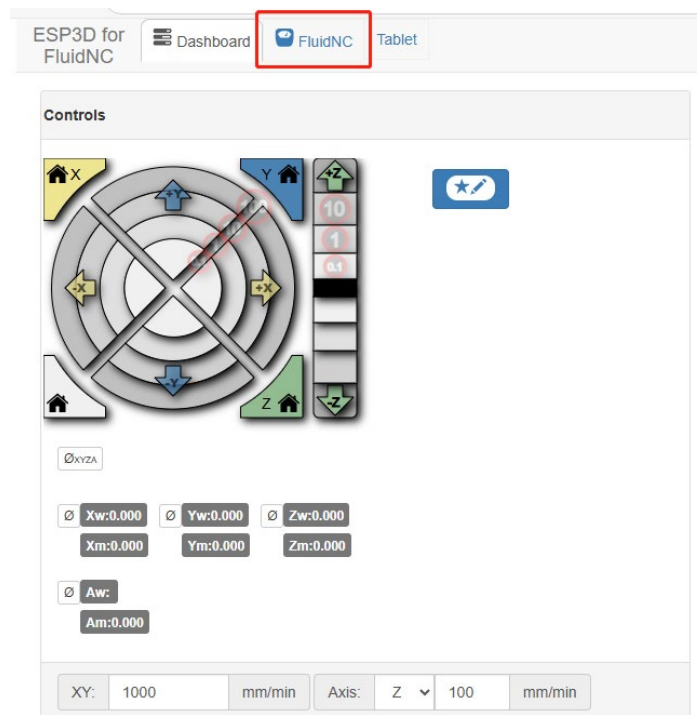 ESP3D for
FluidNC
Dashboard
FluidNC
Tablet
Controls
X
Y
+Z
+Y
10
1
0.1
-X
+X
-Y
Z
-Z
ØXYZA
Ø Xw:0.000 Ø Yw:0.000 Ø Zw:0.000
Xm:0.000 Ym:0.000 Zm:0.000
Ø Aw:
Am:0.000
XY: 1000 mm/min Axis: Z 100 mm/min